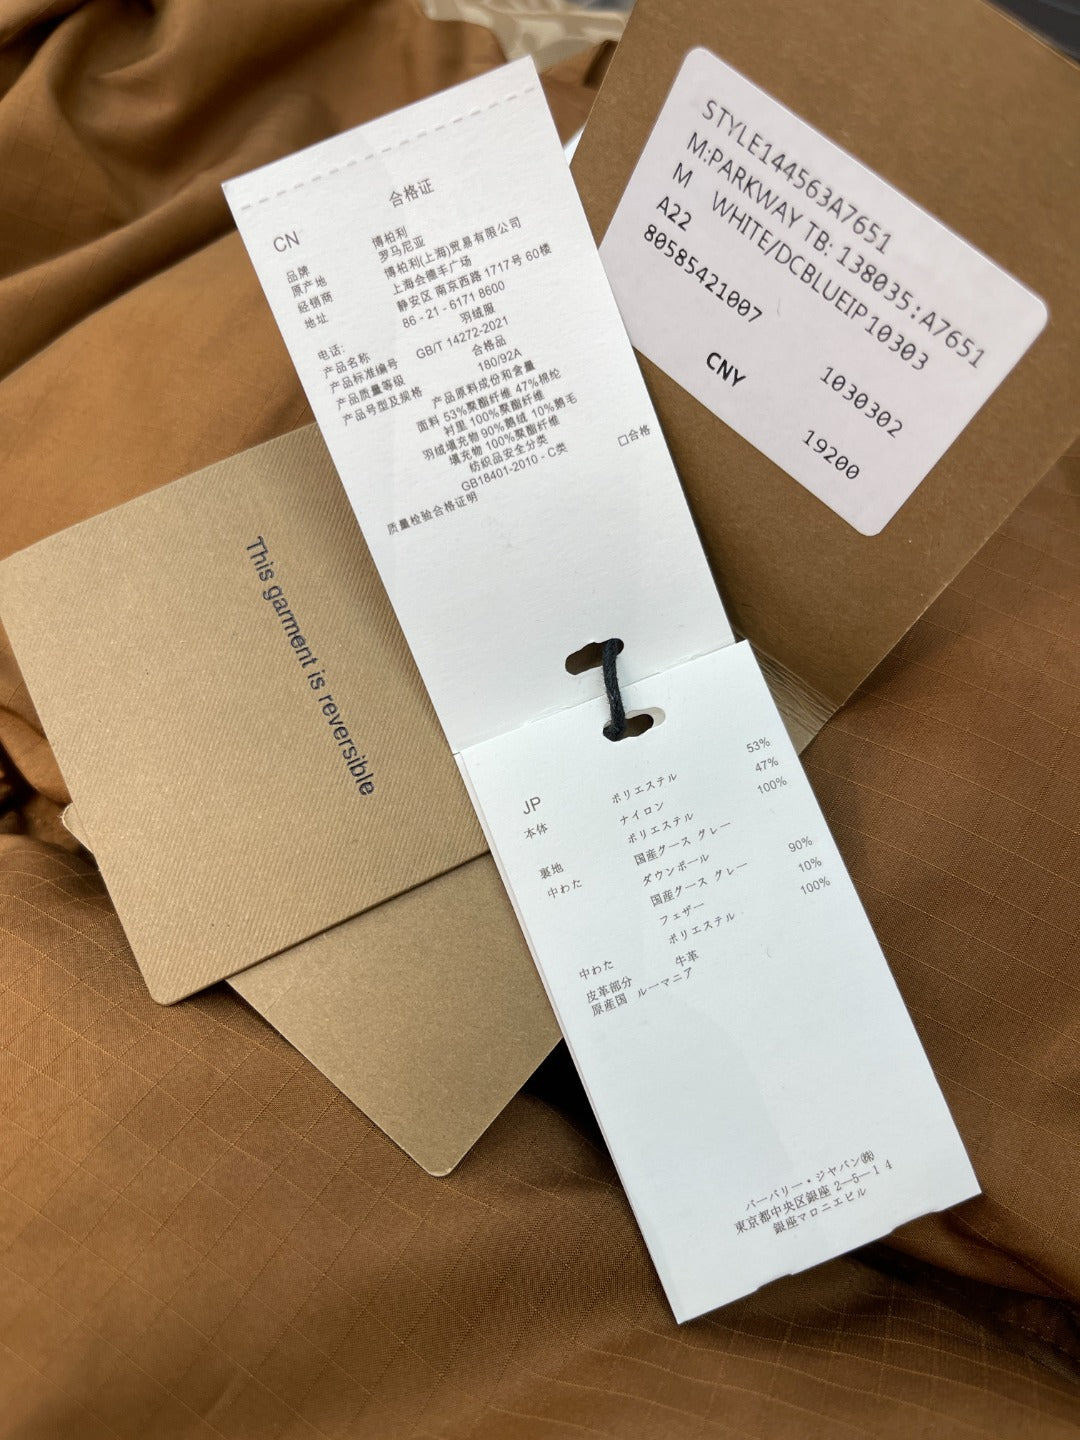 合格证
CN
品牌 博柏利
原产地 罗马尼亚
经销商 博柏利(上海)贸易有限公司
地址 上海会德丰广场
静安区 南京西路 1717号 60楼
电话: 86 - 21 - 6171 8600
产品名称 羽绒服
产品标准编号 GB/T 14272-2021
产品质量等级 合格品
产品号型及规格 180/92A
产品原料成份和含量
面料 53%聚酯纤维 47%棉纶
衬里 100%聚酯纤维
羽绒填充物 90%鹅绒 10%鹅毛
填充物 100%聚酯纤维
纺织品安全分类
GB18401-2010 - C类
质量检验合格证明 口合格
STYLE144563A7651
M:PARKWAY TB: 138035:A7651
M WHITE/DCBLUEIP10303
A22 1030302
80585421007
CNY 19200
This garment is reversible
JP
本体 ポリエステル 53%
ナイロン 47%
裏地 ポリエステル 100%
中わた 国産グース グレー
ダウンボール 90%
国産グース グレー
フェザー 10%
中わた ポリエステル 100%
皮革部分 牛革
原産国 ルーマニア
バーバリー・ジャパン㈱
東京都中央区銀座 2—5—1 4
銀座マロニエビル